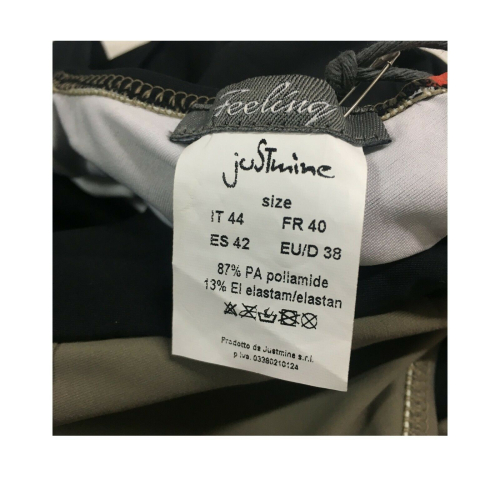 Feeling
jusTmine
size
IT 44 FR 40
ES 42 EU/D 38
87% PA poliamide
13% El elastam/elastan
Prodotto da Justmine s.r.l.
p iva. 03380210124